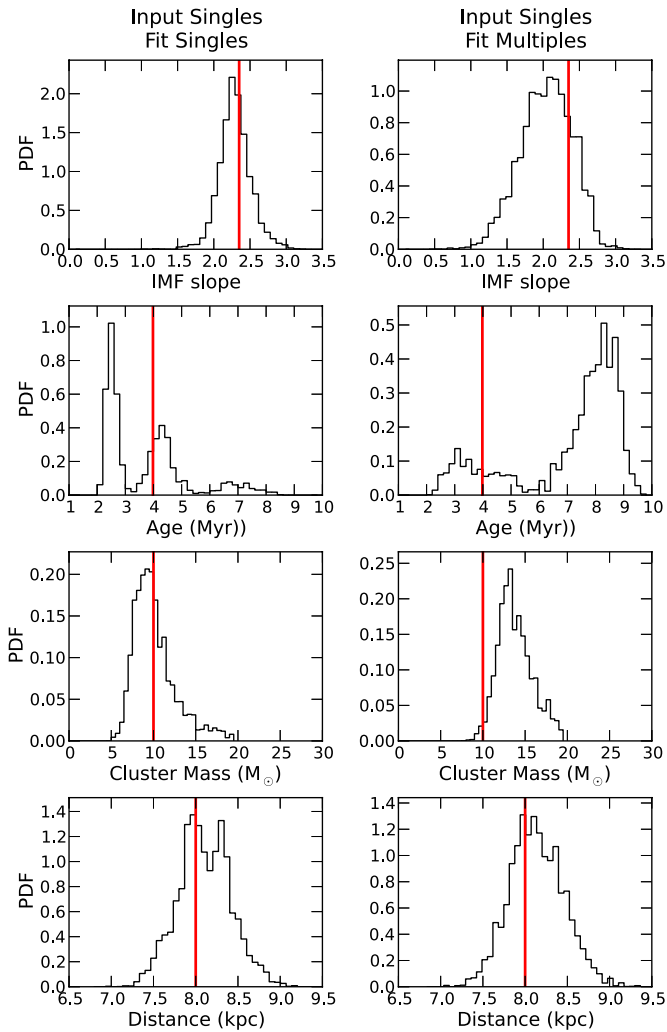 Input Singles
Fit Singles
Input Singles
Fit Multiples
PDF
2.0
1.5
1.0
0.5
0.0
0.0 0.5 1.0 1.5 2.0 2.5 3.0 3.5
IMF slope
1.0
0.8
0.6
0.4
0.2
0.0
0.0 0.5 1.0 1.5 2.0 2.5 3.0 3.5
IMF slope
PDF
1.0
0.8
0.6
0.4
0.2
0.0
1 2 3 4 5 6 7 8 9 10
Age (Myr))
0.5
0.4
0.3
0.2
0.1
0.0
1 2 3 4 5 6 7 8 9 10
Age (Myr))
PDF
0.20
0.15
0.10
0.05
0.00
0 5 10 15 20 25 30
Cluster Mass (M☉)
0.25
0.20
0.15
0.10
0.05
0.00
0 5 10 15 20 25 30
Cluster Mass (M☉)
PDF
1.4
1.2
1.0
0.8
0.6
0.4
0.2
0.0
6.5 7.0 7.5 8.0 8.5 9.0 9.5
Distance (kpc)
1.4
1.2
1.0
0.8
0.6
0.4
0.2
0.0
6.5 7.0 7.5 8.0 8.5 9.0 9.5
Distance (kpc)